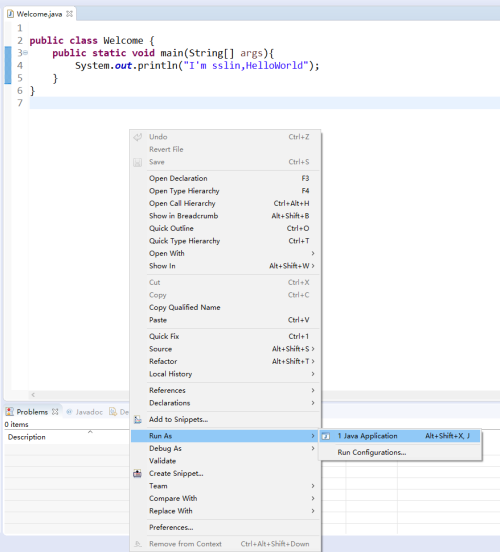 Welcome.java
1
2 public class Welcome {
3 public static void main(String[] args){
4 System.out.println("I'm sslin,HelloWorld");
5 }
6 }
7
Undo Ctrl+Z
Revert File
Save Ctrl+S
Open Declaration F3
Open Type Hierarchy F4
Open Call Hierarchy Ctrl+Alt+H
Show in Breadcrumb Alt+Shift+B
Quick Outline Ctrl+O
Quick Type Hierarchy Ctrl+T
Open With
Show In Alt+Shift+W
Cut Ctrl+X
Copy Ctrl+C
Copy Qualified Name
Paste Ctrl+V
Quick Fix Ctrl+1
Source Alt+Shift+S
Refactor Alt+Shift+T
Local History
References
Declarations
Add to Snippets...
Run As
Debug As
Validate
Create Snippet...
Team
Compare With
Replace With
Preferences...
Remove from Context Ctrl+Alt+Shift+Down
1 Java Application Alt+Shift+X, J
Run Configurations...
Problems Javadoc De
0 items
Description